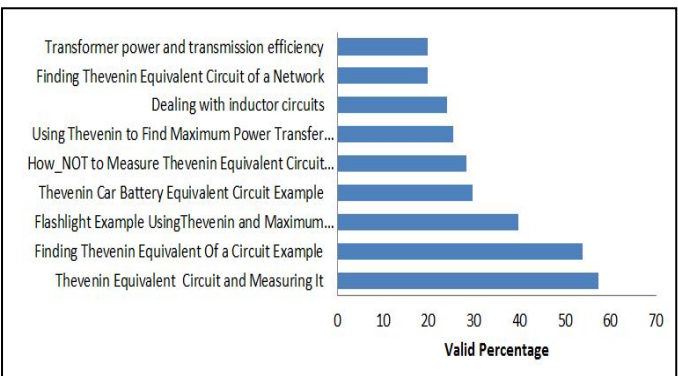 Transformer power and transmission efficiency
Finding Thevenin Equivalent Circuit of a Network
Dealing with inductor circuits
Using Thevenin to Find Maximum Power Transfer...
How_NOT to Measure Thevenin Equivalent Circuit...
Thevenin Car Battery Equivalent Circuit Example
Flashlight Example UsingThevenin and Maximum...
Finding Thevenin Equivalent Of a Circuit Example
Thevenin Equivalent Circuit and Measuring It
0 10 20 30 40 50 60 70
Valid Percentage